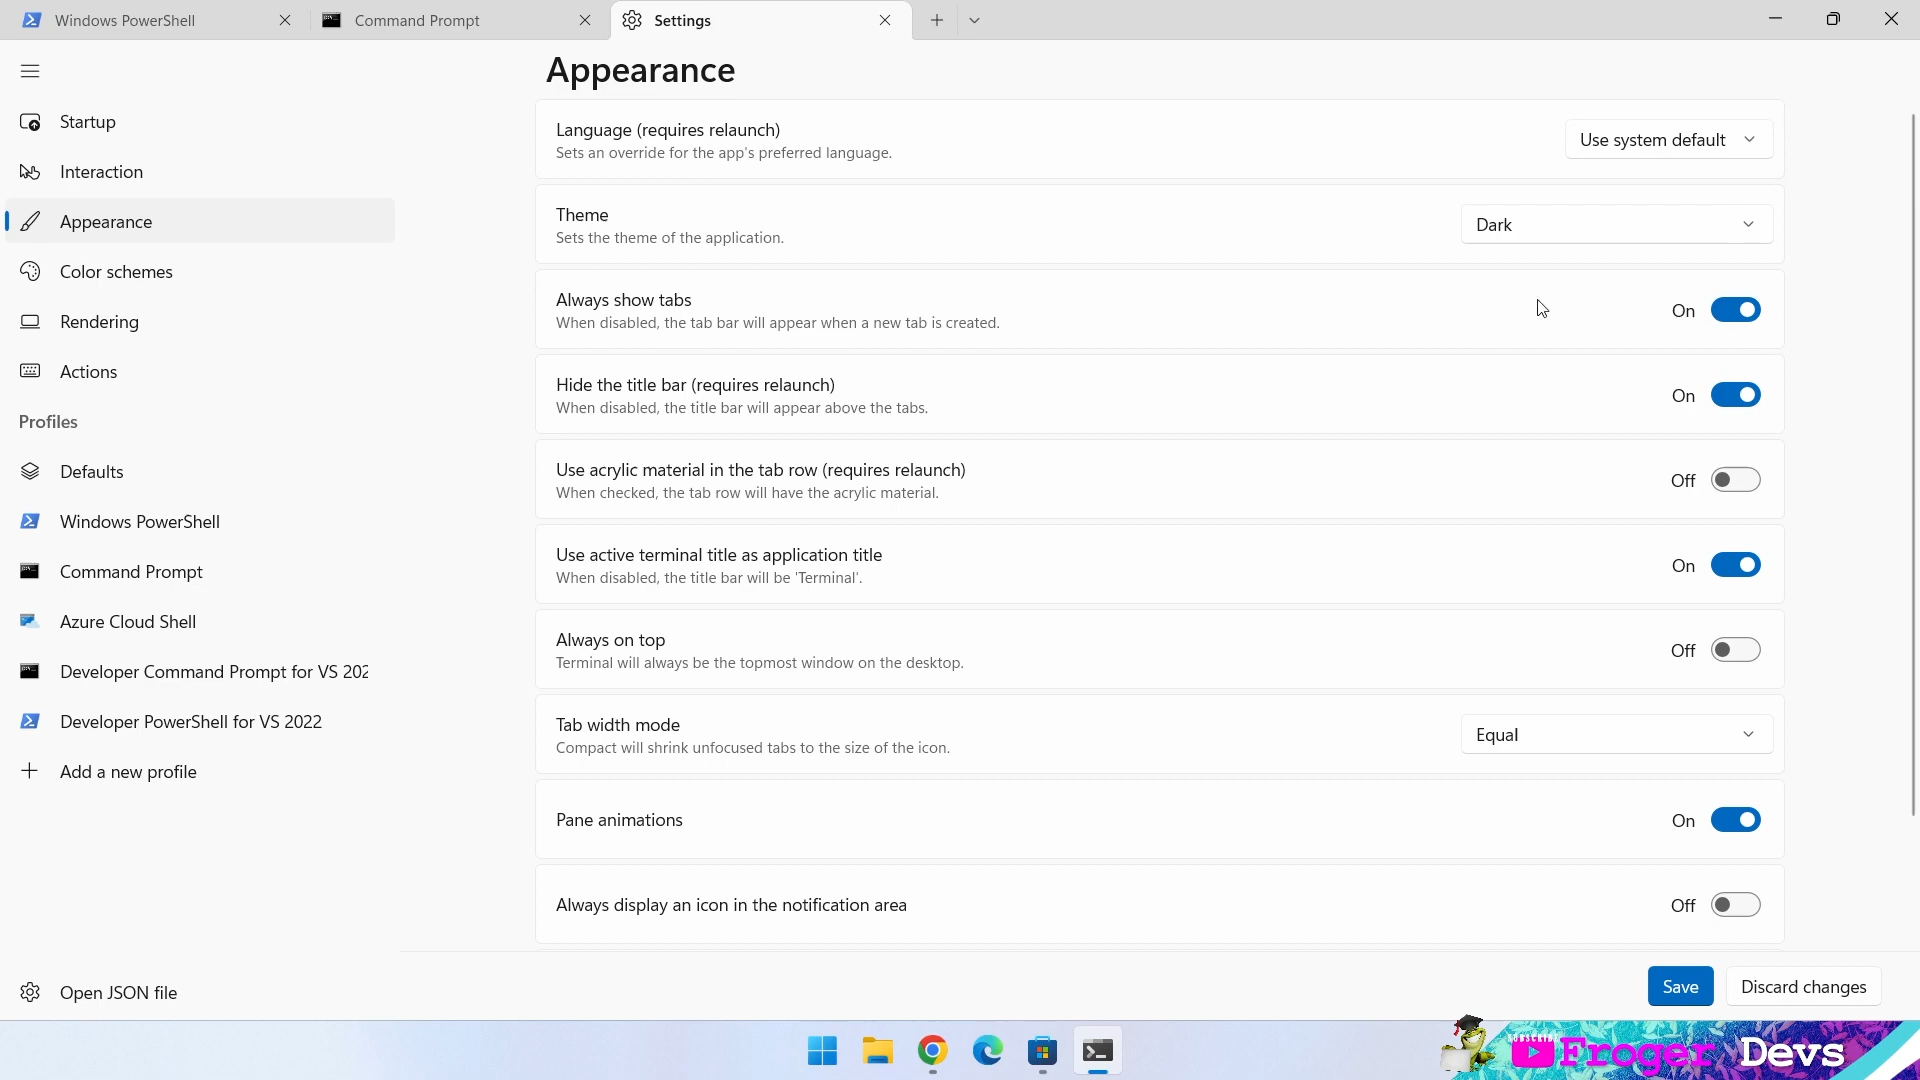 Windows PowerShell
Command Prompt
Settings
Appearance
Startup
Interaction
Appearance
Color schemes
Rendering
Actions
Profiles
Defaults
Windows PowerShell
Command Prompt
Azure Cloud Shell
Developer Command Prompt for VS 202
Developer PowerShell for VS 2022
Add a new profile
Open JSON file
Language (requires relaunch)
Sets an override for the app's preferred language.
Use system default
Theme
Sets the theme of the application.
Dark
Always show tabs
When disabled, the tab bar will appear when a new tab is created.
On
Hide the title bar (requires relaunch)
When disabled, the title bar will appear above the tabs.
On
Use acrylic material in the tab row (requires relaunch)
When checked, the tab row will have the acrylic material.
Off
Use active terminal title as application title
When disabled, the title bar will be 'Terminal'.
On
Always on top
Terminal will always be the topmost window on the desktop.
Off
Tab width mode
Compact will shrink unfocused tabs to the size of the icon.
Equal
Pane animations
On
Always display an icon in the notification area
Off
Save
Discard changes
SUBSCRIBE
Froger Devs